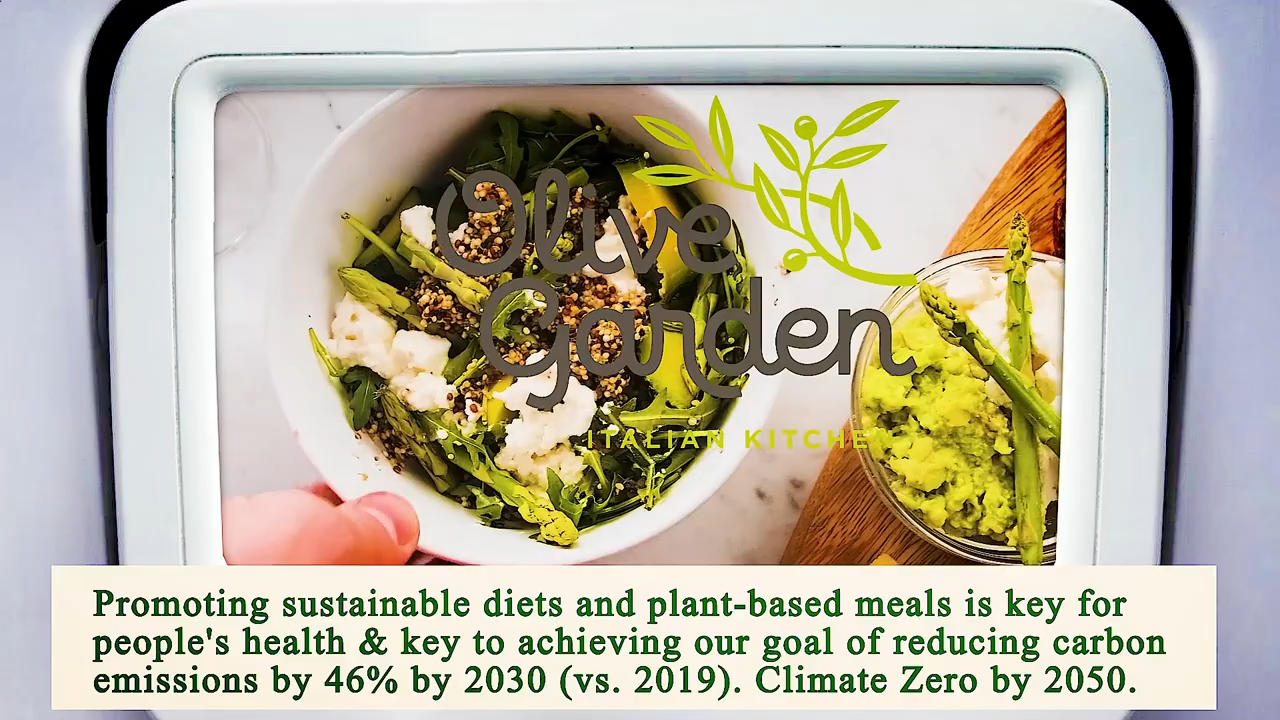 Olive
Garden
ITALIAN KITCHEN
Promoting sustainable diets and plant-based meals is key for
people's health & key to achieving our goal of reducing carbon
emissions by 46% by 2030 (vs. 2019). Climate Zero by 2050.